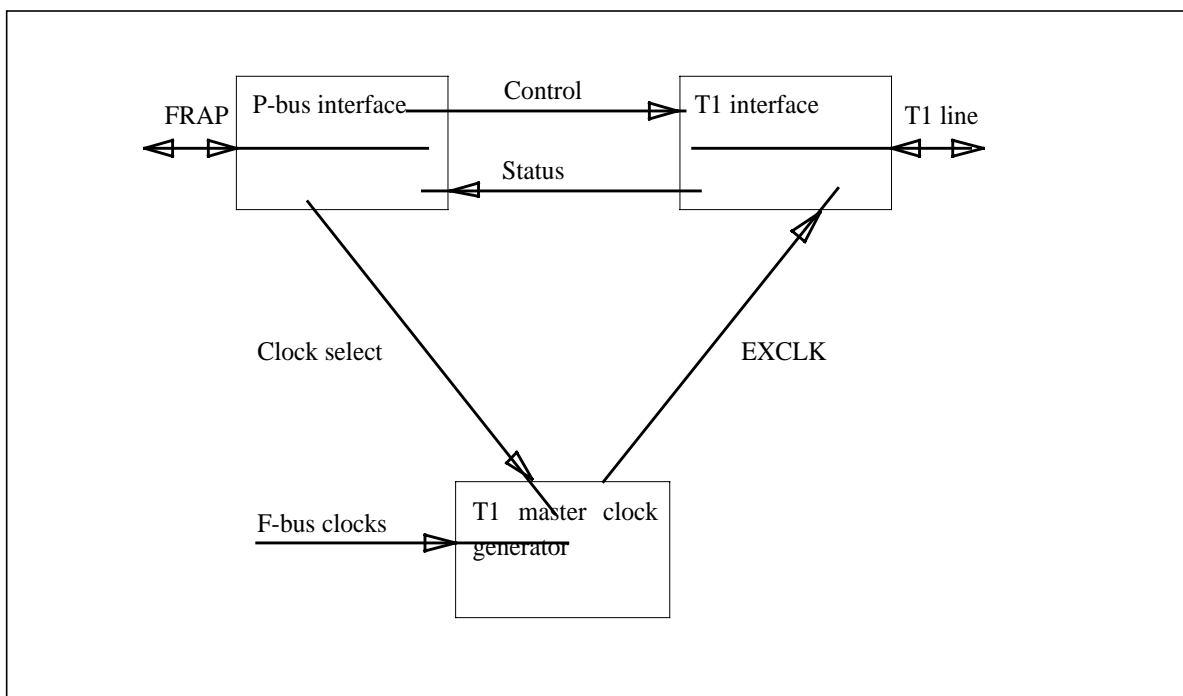 Control
P-bus interface
T1 interface
FRAP
T1 line
Status
Clock select
EXCLK
T1 master clock
generator
F-bus clocks